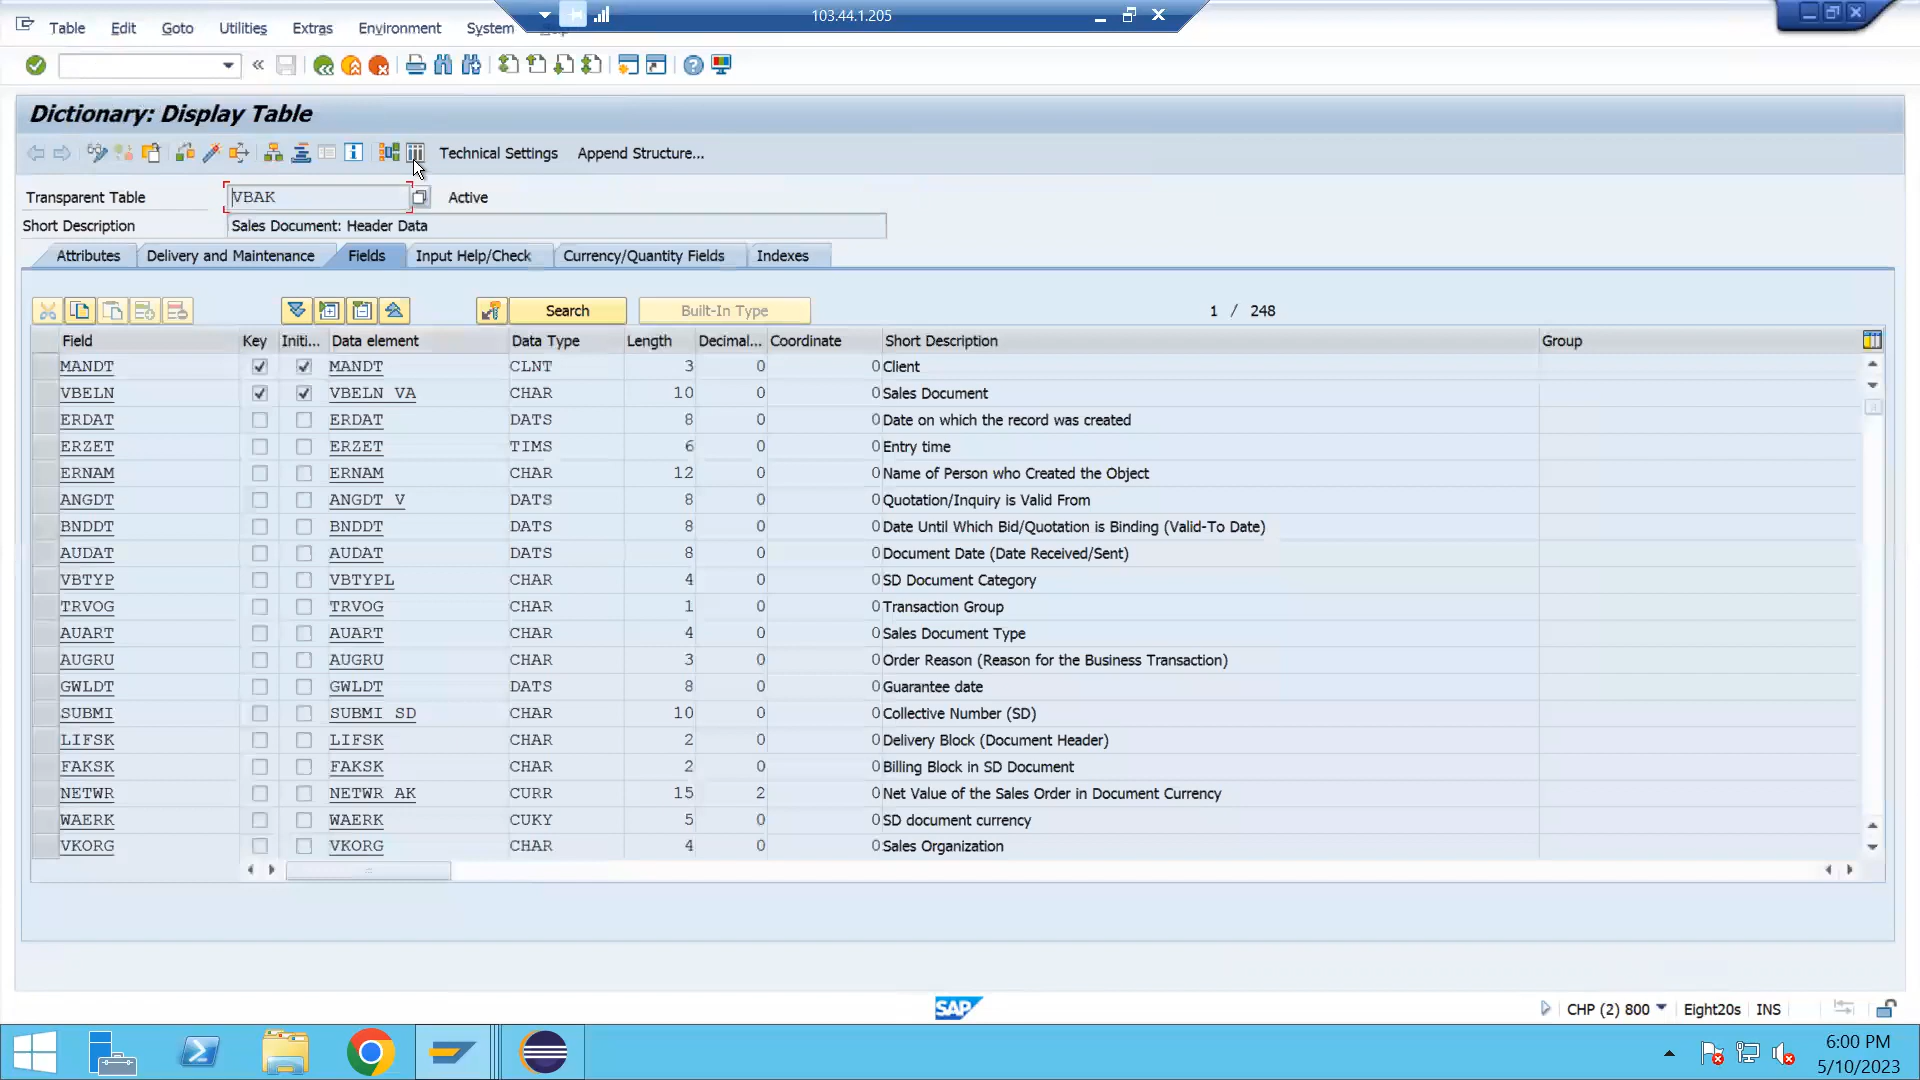 103.44.1.205
Table Edit Goto Utilities Extras Environment System
Dictionary: Display Table
Technical Settings Append Structure...
Transparent Table VBAK Active
Short Description Sales Document: Header Data
Attributes Delivery and Maintenance Fields Input Help/Check Currency/Quantity Fields Indexes
Search Built-In Type 1 / 248
Field Key Initi... Data element Data Type Length Decimal... Coordinate Short Description Group
MANDT MANDT CLNT 3 0 0 Client
VBELN VBELN_VA CHAR 10 0 0 Sales Document
ERDAT ERDAT DATS 8 0 0 Date on which the record was created
ERZET ERZET TIMS 6 0 0 Entry time
ERNAM ERNAM CHAR 12 0 0 Name of Person who Created the Object
ANGDT ANGDT_V DATS 8 0 0 Quotation/Inquiry is Valid From
BNDDT BNDDT DATS 8 0 0 Date Until Which Bid/Quotation is Binding (Valid-To Date)
AUDAT AUDAT DATS 8 0 0 Document Date (Date Received/Sent)
VBTYP VBTYPL CHAR 4 0 0 SD Document Category
TRVOG TRVOG CHAR 1 0 0 Transaction Group
AUART AUART CHAR 4 0 0 Sales Document Type
AUGRU AUGRU CHAR 3 0 0 Order Reason (Reason for the Business Transaction)
GWLDT GWLDT DATS 8 0 0 Guarantee date
SUBMI SUBMI_SD CHAR 10 0 0 Collective Number (SD)
LIFSK LIFSK CHAR 2 0 0 Delivery Block (Document Header)
FAKSK FAKSK CHAR 2 0 0 Billing Block in SD Document
NETWR NETWR_AK CURR 15 2 0 Net Value of the Sales Order in Document Currency
WAERK WAERK CUKY 5 0 0 SD document currency
VKORG VKORG CHAR 4 0 0 Sales Organization
SAP CHP (2) 800 Eight20s INS
6:00 PM
5/10/2023